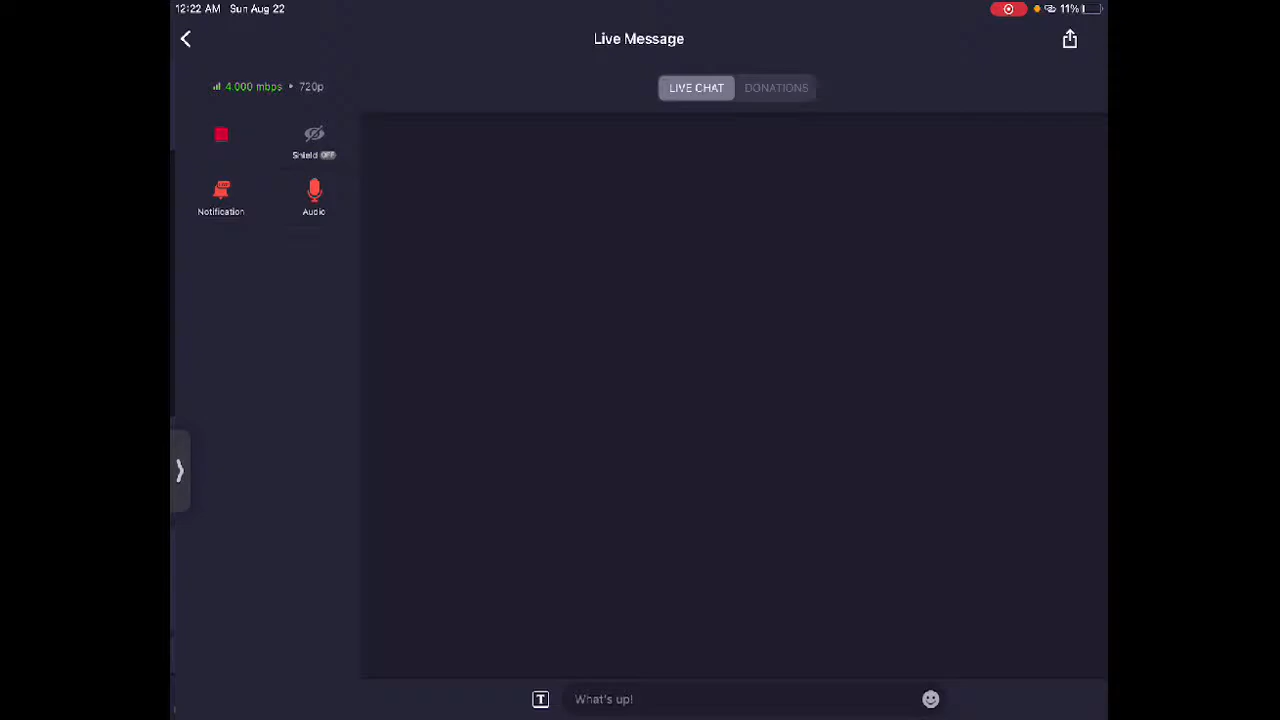 12:22 AM Sun Aug 22
11%
Live Message
4.000 mbps • 720p
LIVE CHAT
DONATIONS
Shield OFF
Notification
Audio
T
What's up!